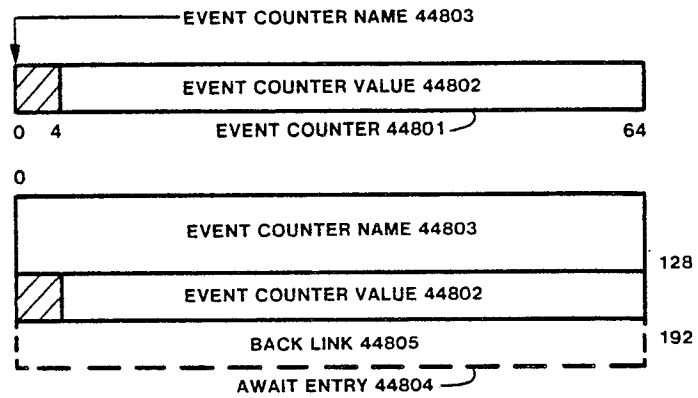 EVENT COUNTER NAME 44803
EVENT COUNTER VALUE 44802
0 4 EVENT COUNTER 44801 64
0
EVENT COUNTER NAME 44803
128
EVENT COUNTER VALUE 44802
192
BACK LINK 44805
AWAIT ENTRY 44804